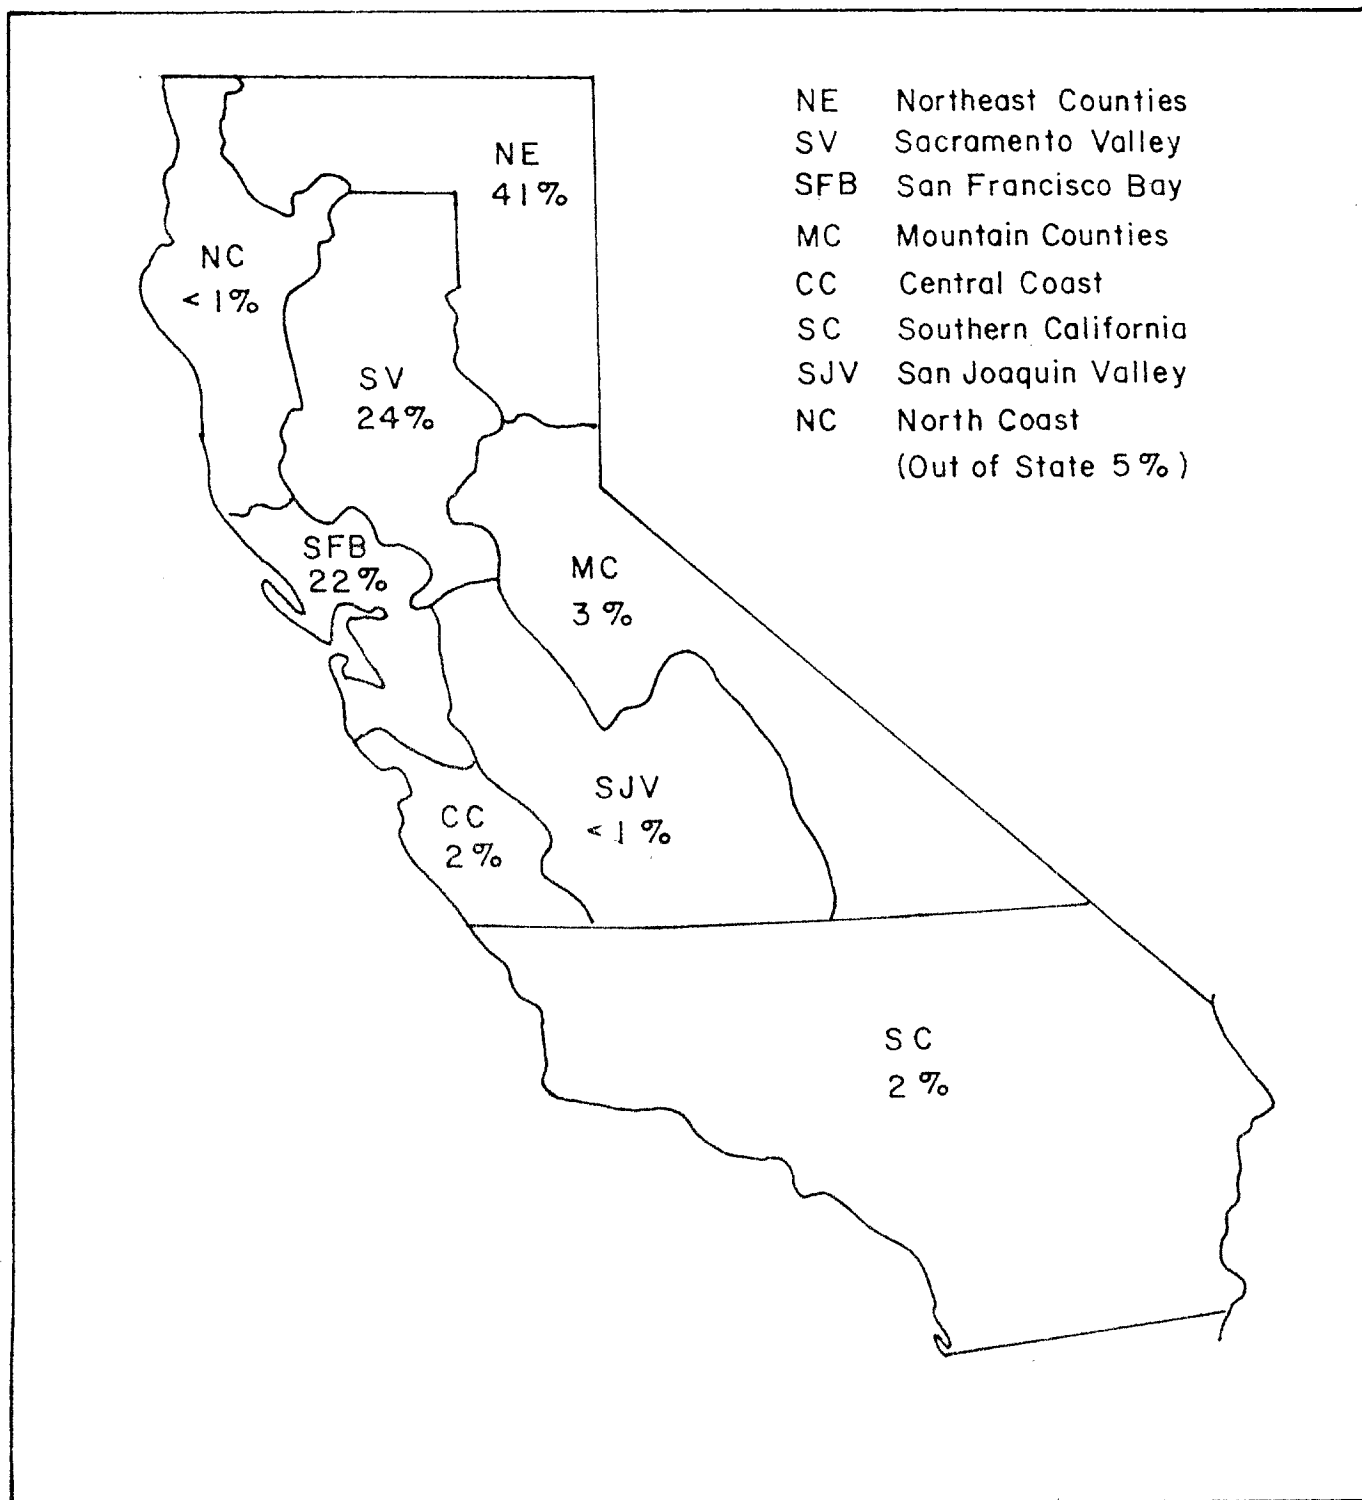 NE Northeast Counties
SV Sacramento Valley
SFB San Francisco Bay
MC Mountain Counties
CC Central Coast
SC Southern California
SJV San Joaquin Valley
NC North Coast
(Out of State 5%)
NE
41%
NC
<1%
SV
24%
SFB
22%
MC
3%
SJV
<1%
CC
2%
SC
2%